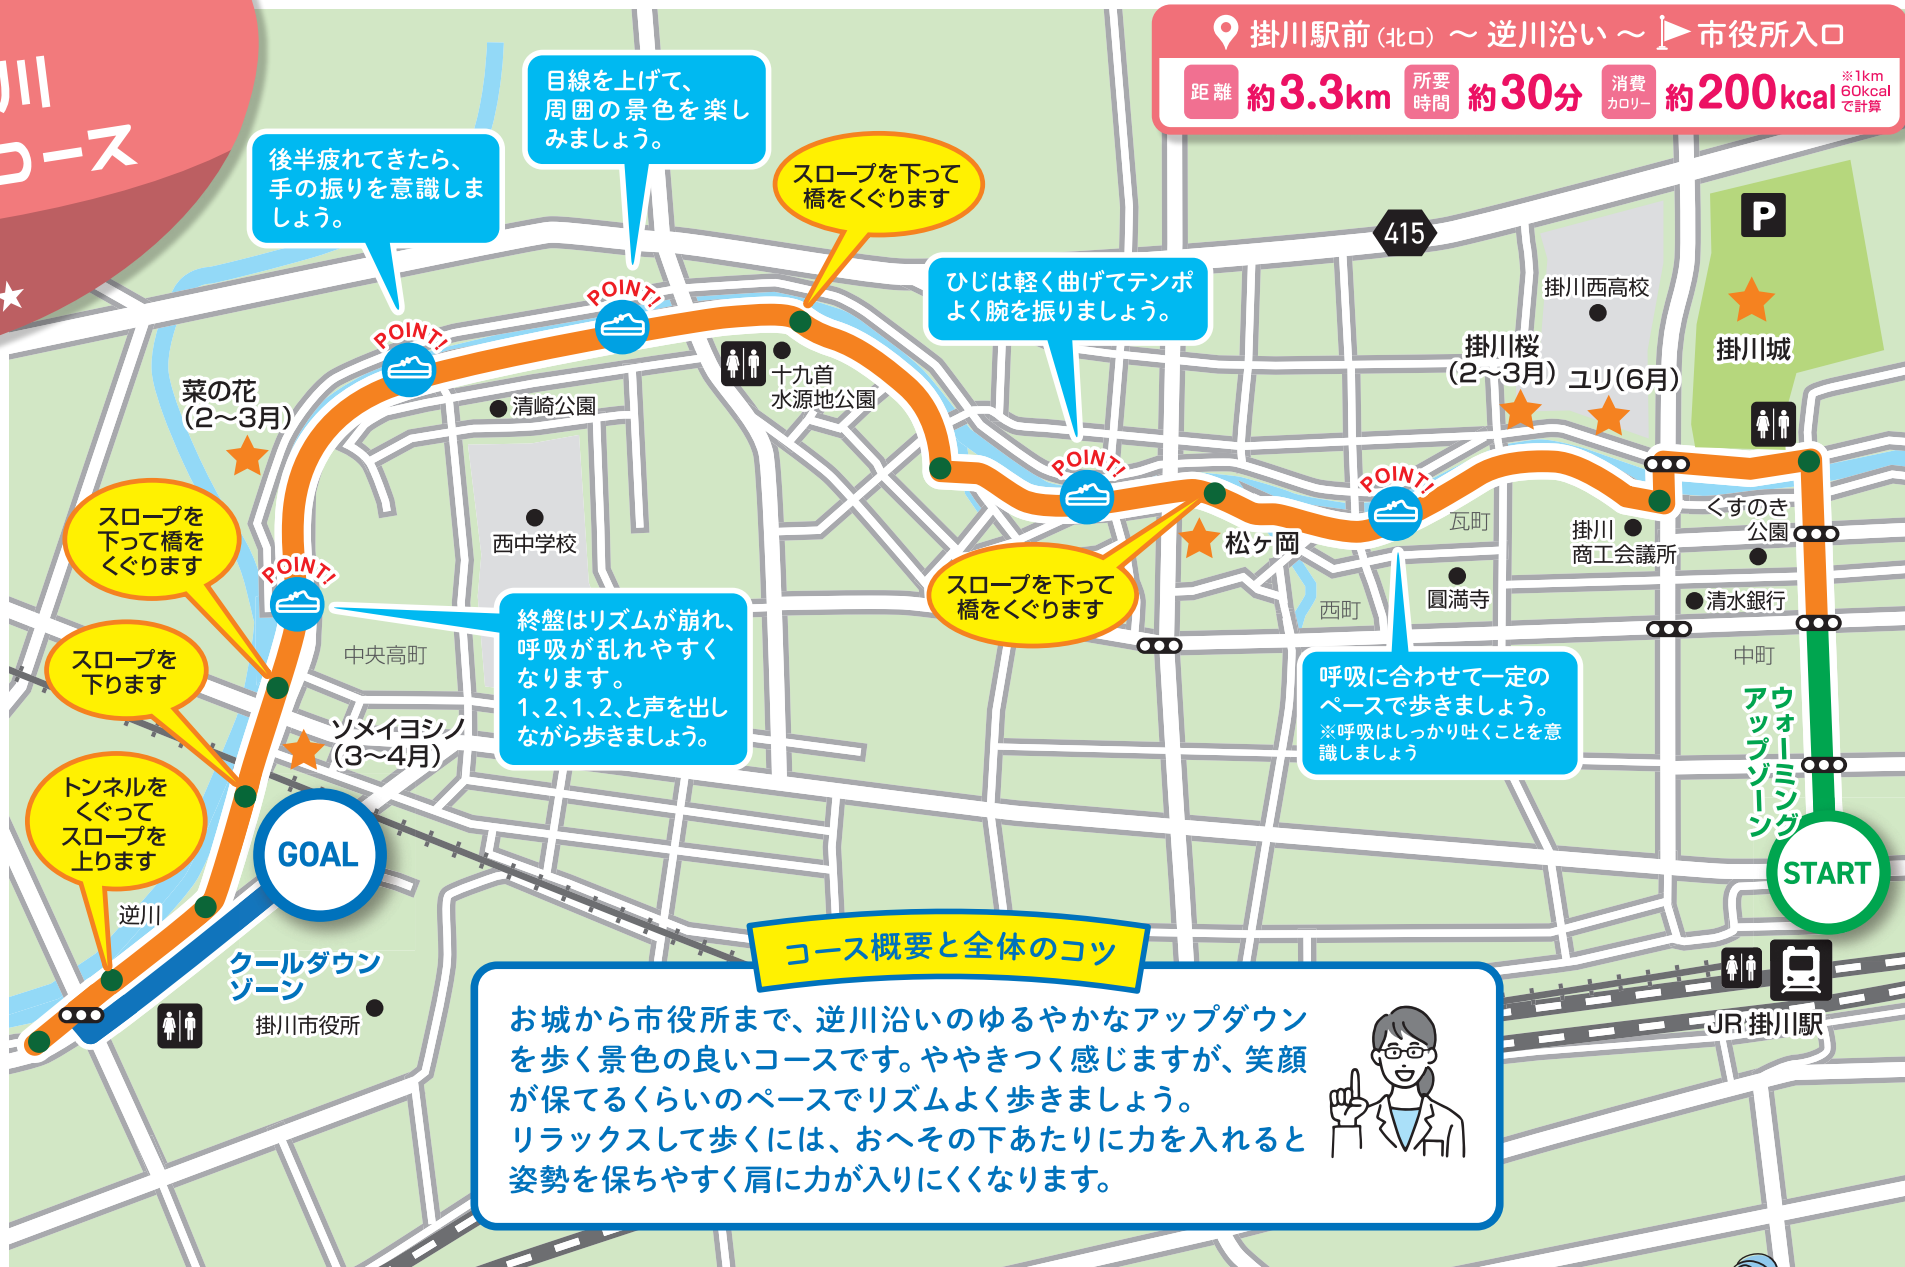 川
コース
掛川駅前（北口）～逆川沿い～市役所入口
距離 約3.3km 所要時間 約30分 消費カロリー 約200kcal ※1km 60kcalで計算
目線を上げて、
周囲の景色を楽し
みましょう。
後半疲れてきたら、
手の振りを意識しま
しょう。
スロープを下って
橋をくぐります
ひじは軽く曲げてテンポ
よく腕を振りましょう。
415
P
掛川西高校
掛川城
掛川桜
（2～3月）
ユリ（6月）
POINT!
POINT!
菜の花
（2～3月）
清崎公園
十九首
水源地公園
POINT!
POINT!
スロープを
下って橋を
くぐります
西中学校
松ヶ岡
瓦町
掛川
商工会議所
くすのき
公園
POINT!
スロープを下って
橋をくぐります
西町
圓満寺
清水銀行
中町
スロープを
下ります
中央高町
終盤はリズムが崩れ、
呼吸が乱れやすく
なります。
1、2、1、2、と声を出し
ながら歩きましょう。
呼吸に合わせて一定の
ペースで歩きましょう。
※呼吸はしっかり吐くことを意
識しましょう
ウォーミング
アップゾーン
ソメイヨシノ
（3～4月）
トンネルを
くぐって
スロープを
上ります
GOAL
START
逆川
クールダウン
ゾーン
掛川市役所
JR 掛川駅
コース概要と全体のコツ
お城から市役所まで、逆川沿いのゆるやかなアップダウン
を歩く景色の良いコースです。ややきつく感じますが、笑顔
が保てるくらいのペースでリズムよく歩きましょう。
リラックスして歩くには、おへその下あたりに力を入れると
姿勢を保ちやすく肩に力が入りにくくなります。